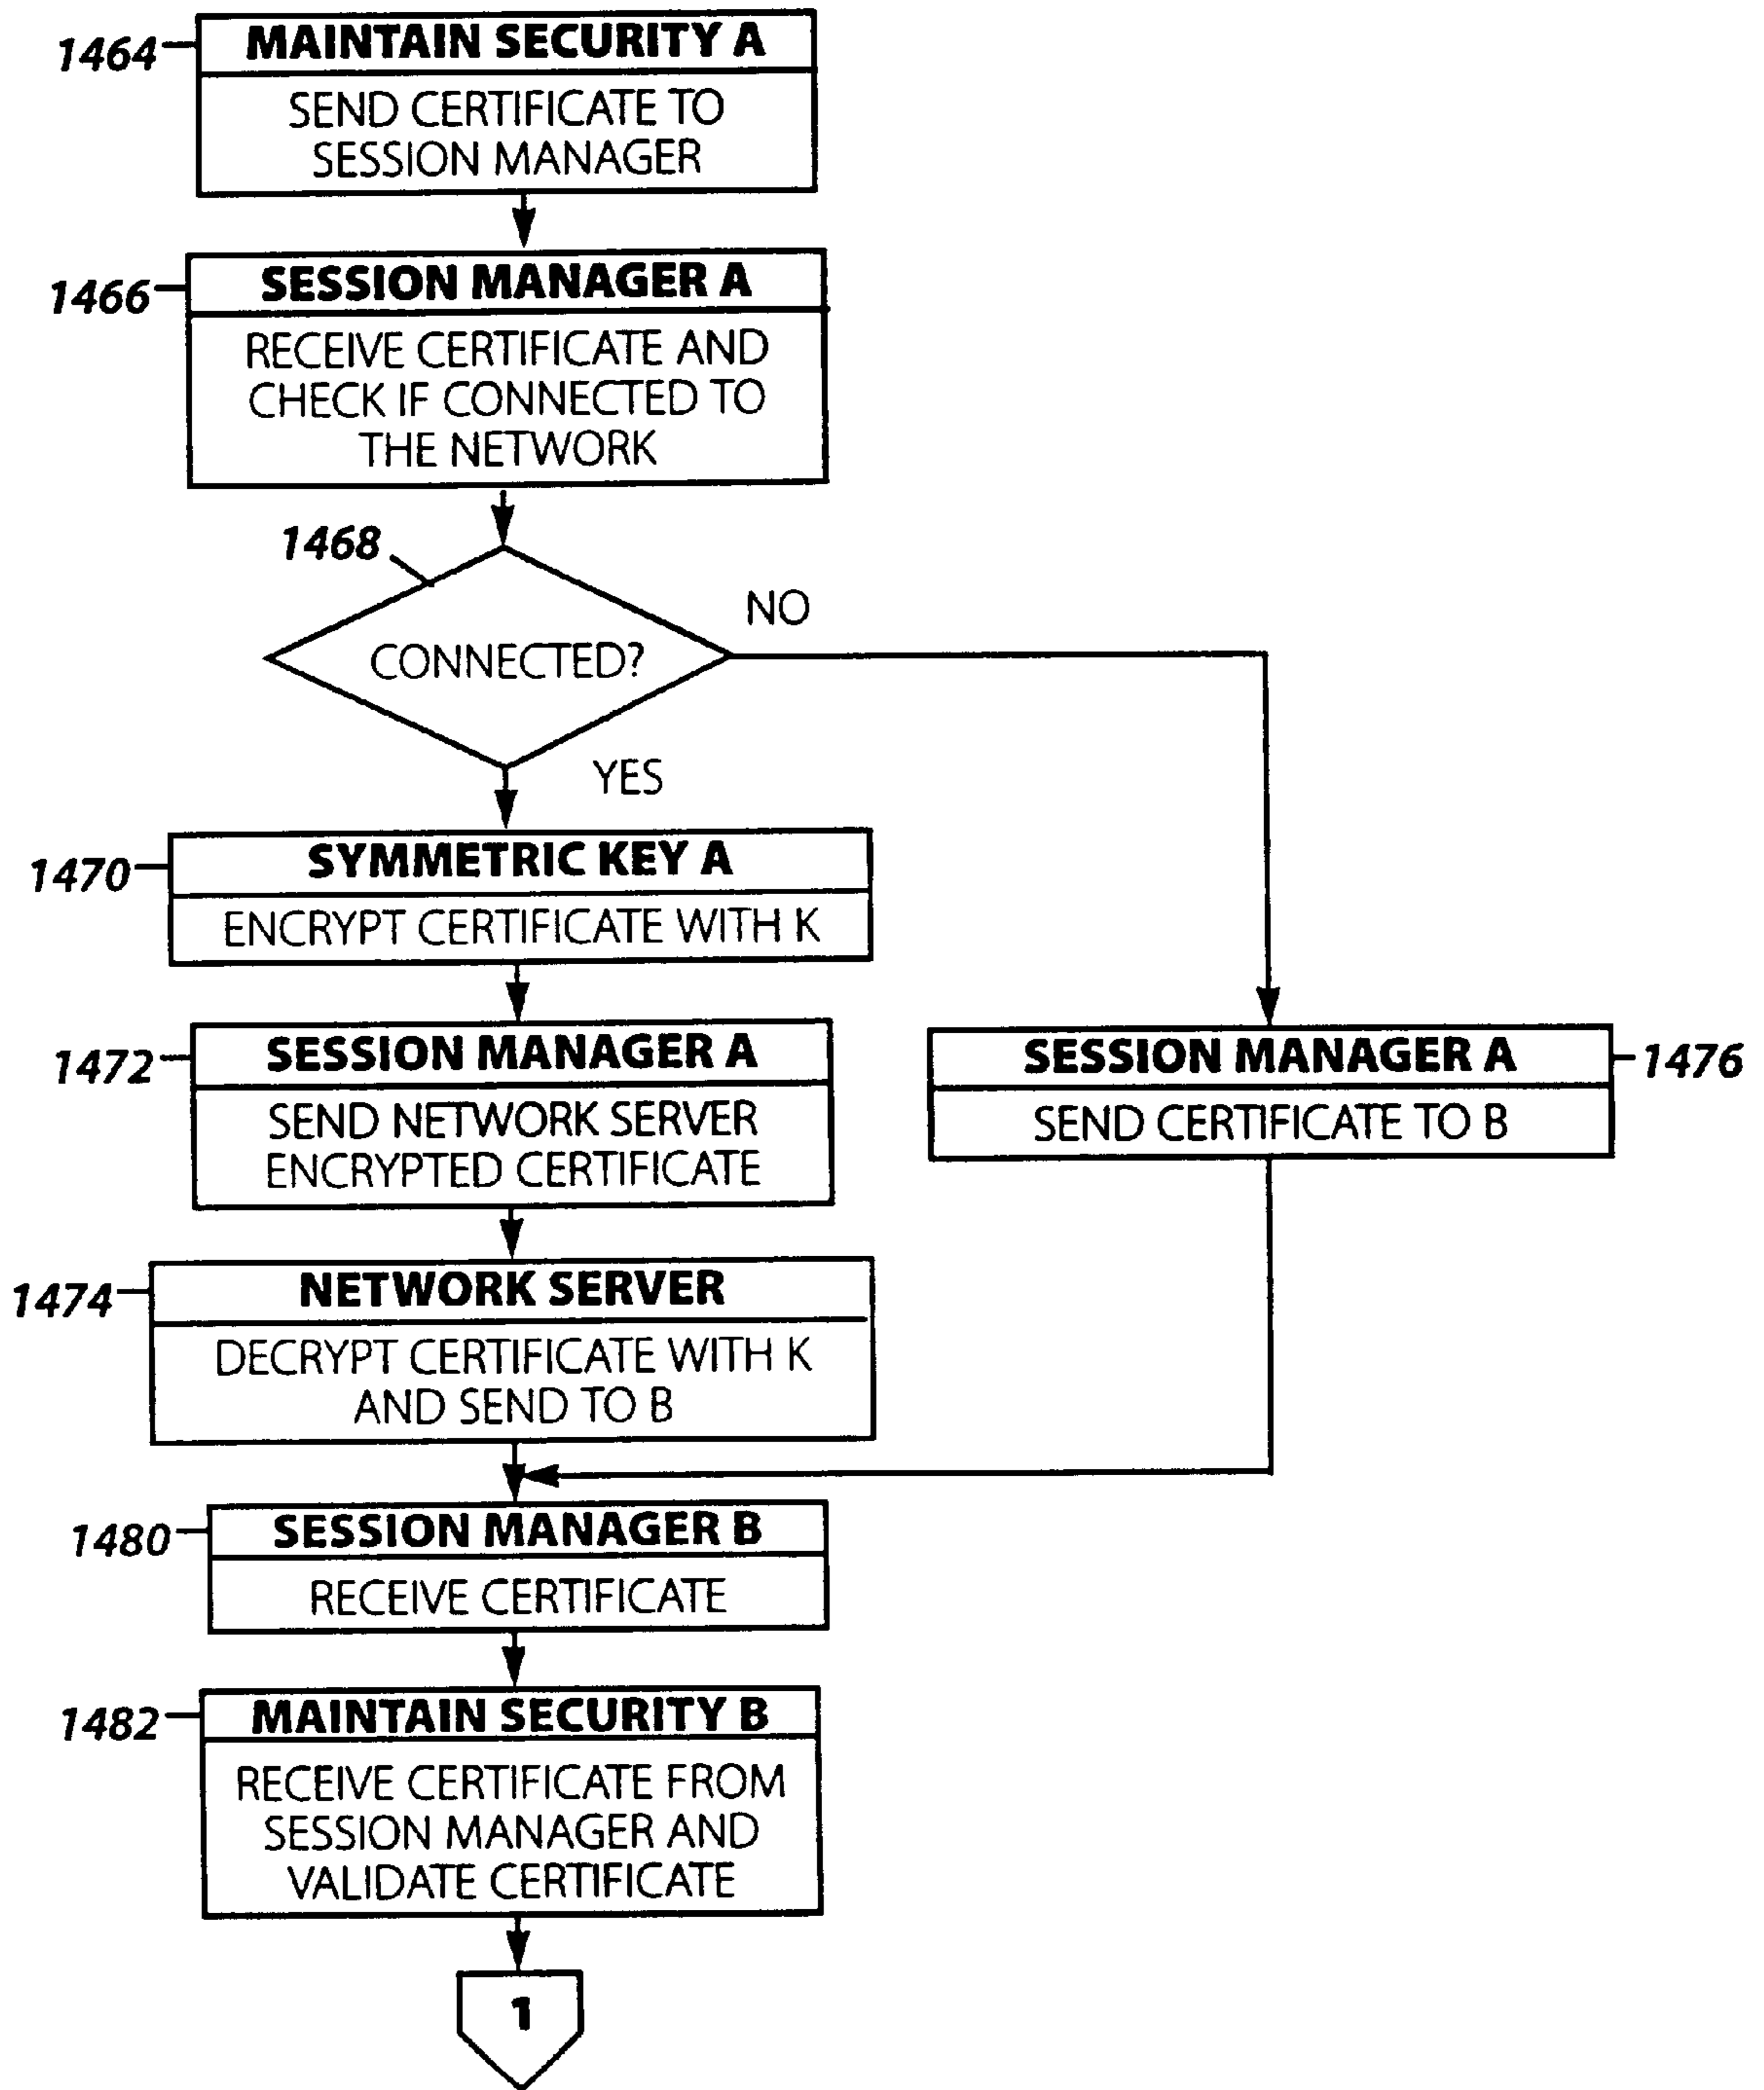 1464
MAINTAIN SECURITY A
SEND CERTIFICATE TO
SESSION MANAGER
1466
SESSION MANAGER A
RECEIVE CERTIFICATE AND
CHECK IF CONNECTED TO
THE NETWORK
1468
CONNECTED?
NO
YES
1470
SYMMETRIC KEY A
ENCRYPT CERTIFICATE WITH K
1472
SESSION MANAGER A
SEND NETWORK SERVER
ENCRYPTED CERTIFICATE
SESSION MANAGER A
1476
SEND CERTIFICATE TO B
1474
NETWORK SERVER
DECRYPT CERTIFICATE WITH K
AND SEND TO B
1480
SESSION MANAGER B
RECEIVE CERTIFICATE
1482
MAINTAIN SECURITY B
RECEIVE CERTIFICATE FROM
SESSION MANAGER AND
VALIDATE CERTIFICATE
1